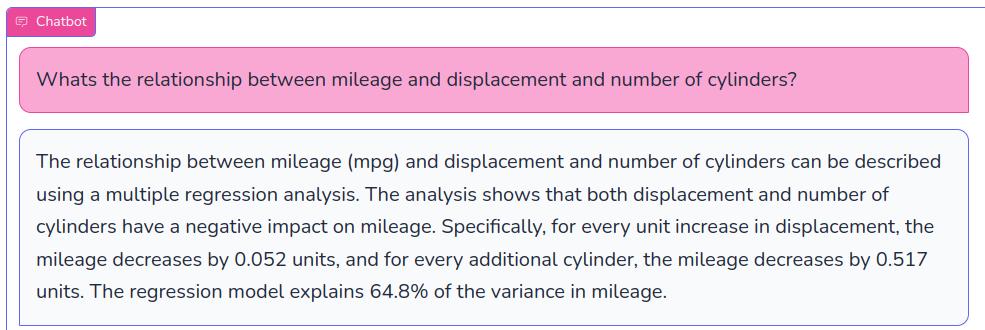 Chatbot
Whats the relationship between mileage and displacement and number of cylinders?
The relationship between mileage (mpg) and displacement and number of cylinders can be described
using a multiple regression analysis. The analysis shows that both displacement and number of
cylinders have a negative impact on mileage. Specifically, for every unit increase in displacement, the
mileage decreases by 0.052 units, and for every additional cylinder, the mileage decreases by 0.517
units. The regression model explains 64.8% of the variance in mileage.